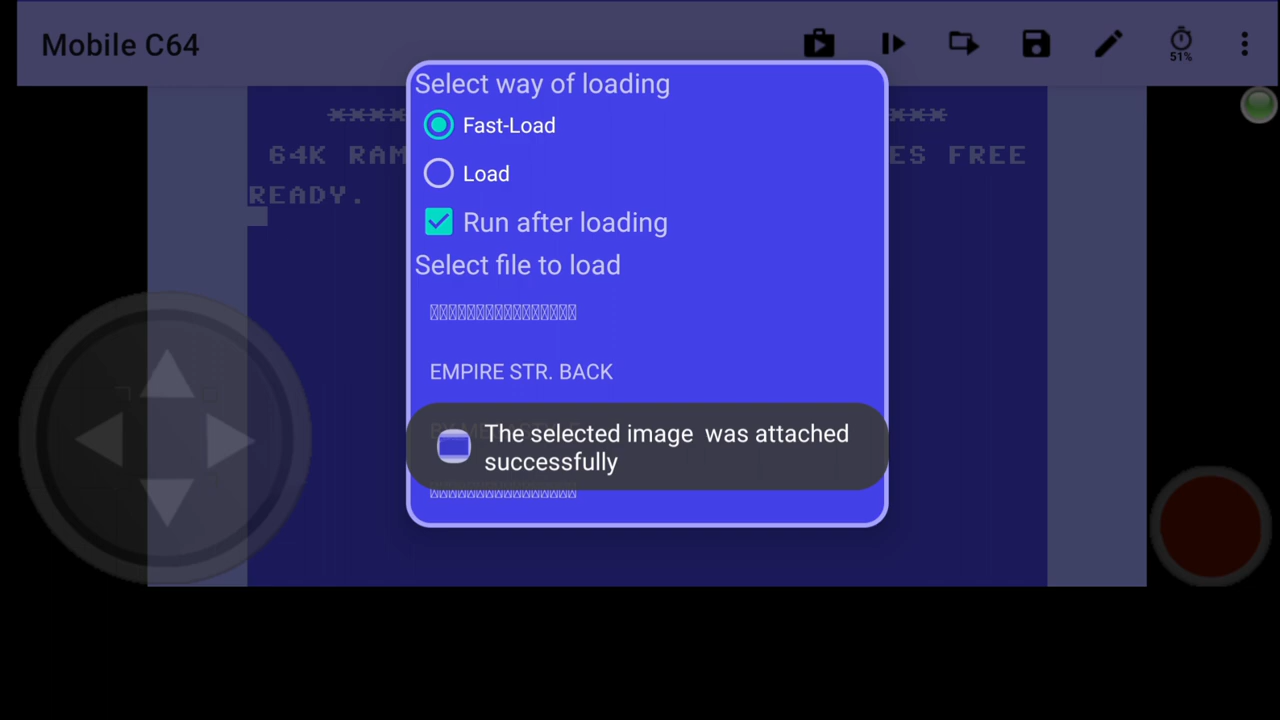 Mobile C64
51%
Select way of loading
Fast-Load
64K RAM
ES FREE
Load
READY.
Run after loading
Select file to load
EMPIRE STR. BACK
The selected image was attached
successfully